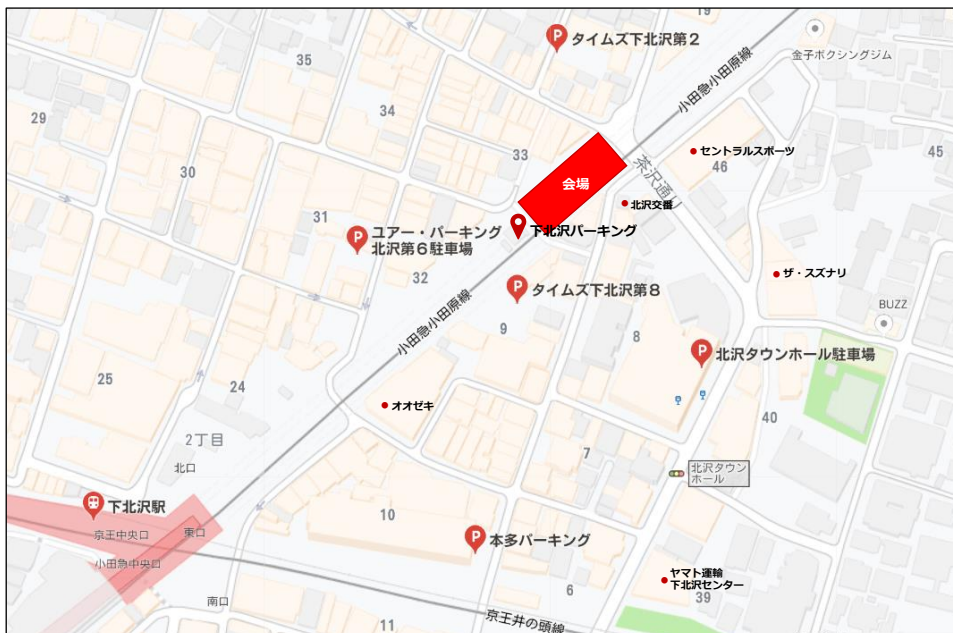 19
タイムズ下北沢第2
金子ボクシングジム
35
小田急小田原線
34
29
33
セントラルスポーツ
46
45
茶沢通り
30
会場
北沢交番
31
ユアー・パーキング
北沢第6駐車場
下北沢パーキング
32
ザ・スズナリ
タイムズ下北沢第8
BUZZ
小田急小田原線
9
8
北沢タウンホール駐車場
25
24
オオゼキ
40
2丁目
北口
7
北沢タウン
ホール
下北沢駅
10
京王中央口
東口
本多パーキング
小田急中央口
ヤマト運輸
下北沢センター
39
6
南口
京王井の頭線
11